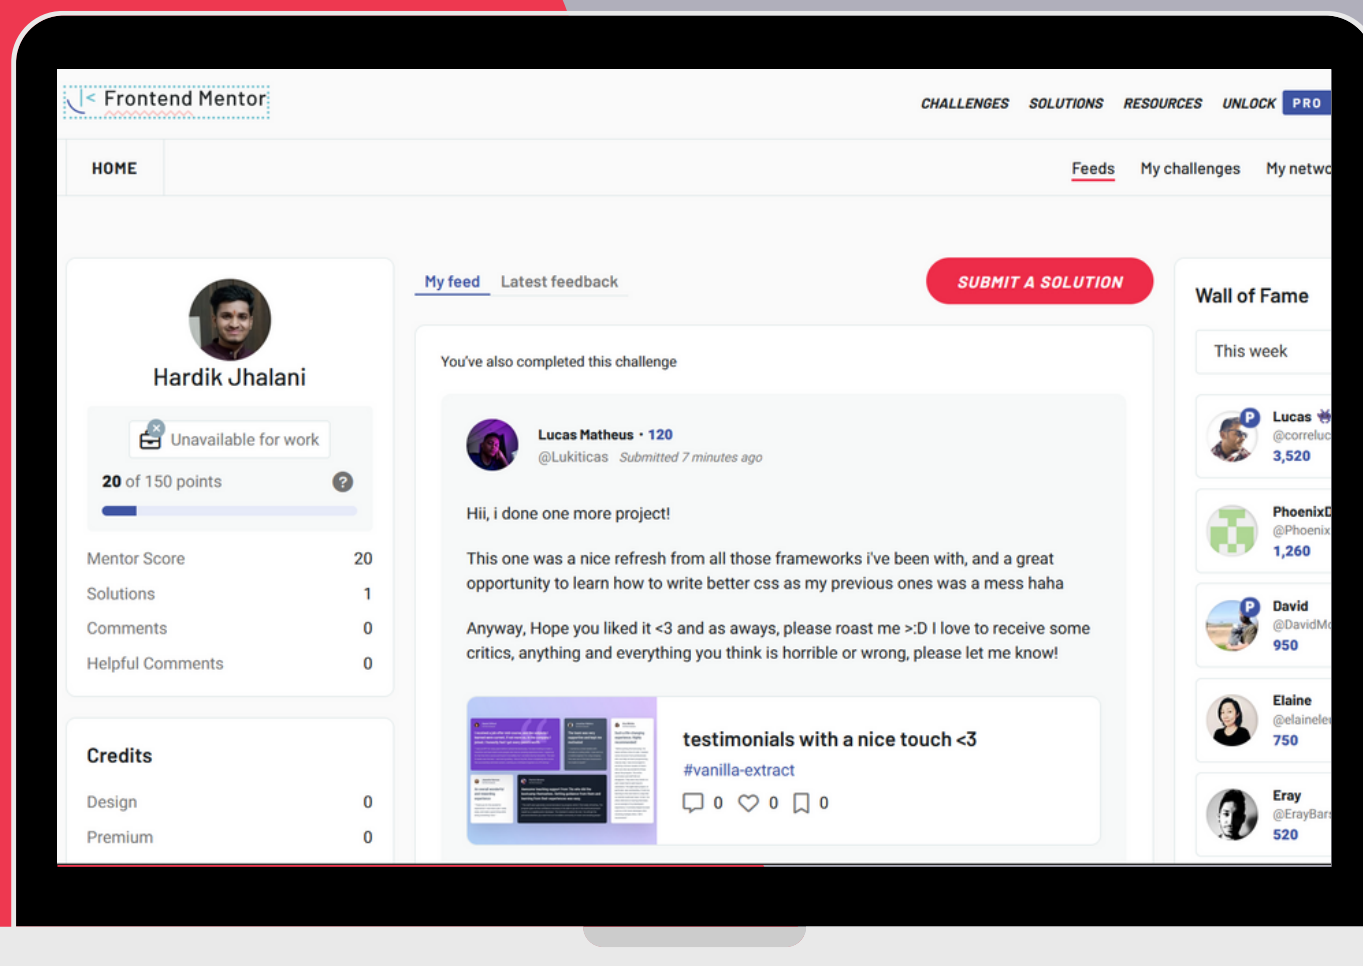 Frontend Mentor
CHALLENGES SOLUTIONS RESOURCES UNLOCK PRO
HOME
Feeds My challenges My netwo
Hardik Jhalani
Unavailable for work
20 of 150 points
?
Mentor Score 20
Solutions 1
Comments 0
Helpful Comments 0
Credits
Design 0
Premium 0
My feed Latest feedback
SUBMIT A SOLUTION
You've also completed this challenge
Lucas Matheus • 120
@Lukiticas Submitted 7 minutes ago
Hii, i done one more project!
This one was a nice refresh from all those frameworks i've been with, and a great
opportunity to learn how to write better css as my previous ones was a mess haha
Anyway, Hope you liked it <3 and as aways, please roast me >:D I love to receive some
critics, anything and everything you think is horrible or wrong, please let me know!
testimonials with a nice touch <3
#vanilla-extract
0 0 0
Wall of Fame
This week
P
Lucas
@correluc
3,520
PhoenixD
@Phoenix
1,260
P
David
@DavidMo
950
Elaine
@elainele
750
Eray
@ErayBars
520